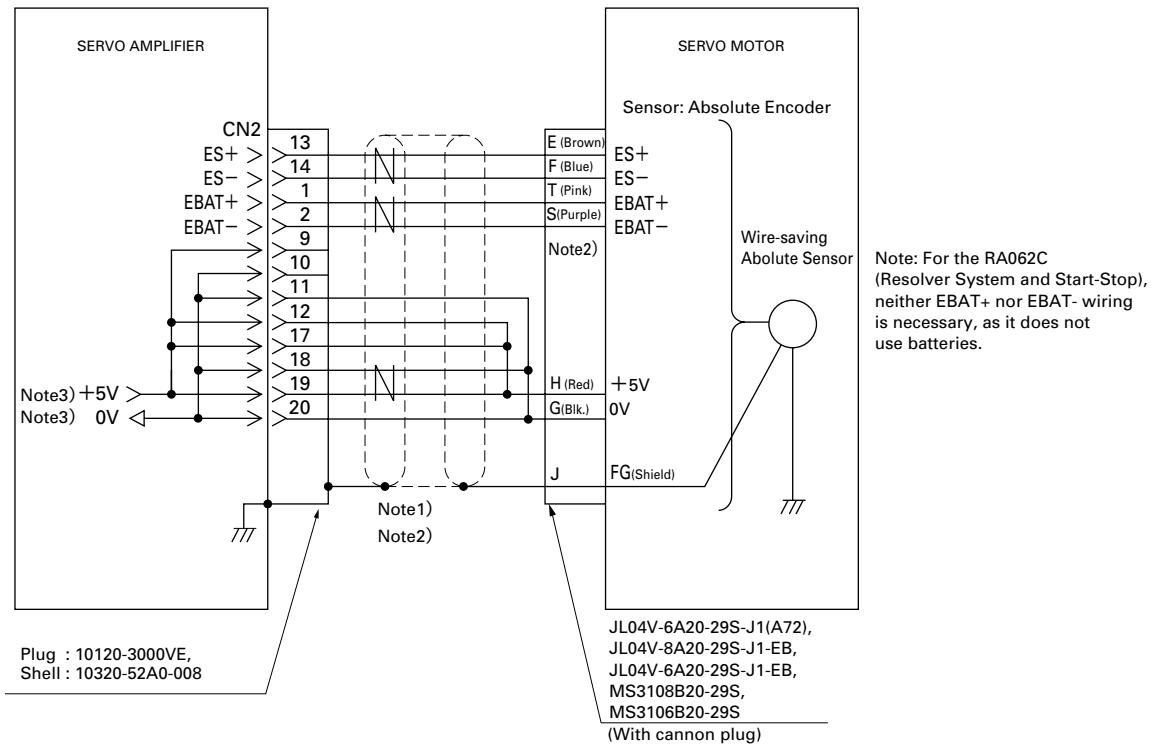 SERVO AMPLIFIER
SERVO MOTOR
Sensor: Absolute Encoder
CN2
ES+
13
E (Brown)
ES+
ES−
14
F (Blue)
ES−
EBAT+
1
T (Pink)
EBAT+
EBAT−
2
S(Purple)
EBAT−
9
Note2)
10
11
12
17
18
Note3) +5V
19
H (Red)
+5V
Note3) 0V
20
G(Blk.)
0V
Wire-saving
Abolute Sensor
Note: For the RA062C
(Resolver System and Start-Stop),
neither EBAT+ nor EBAT- wiring
is necessary, as it does not
use batteries.
J
FG(Shield)
Note1)
Note2)
Plug : 10120-3000VE,
Shell : 10320-52A0-008
JL04V-6A20-29S-J1(A72),
JL04V-8A20-29S-J1-EB,
JL04V-6A20-29S-J1-EB,
MS3108B20-29S,
MS3106B20-29S
(With cannon plug)